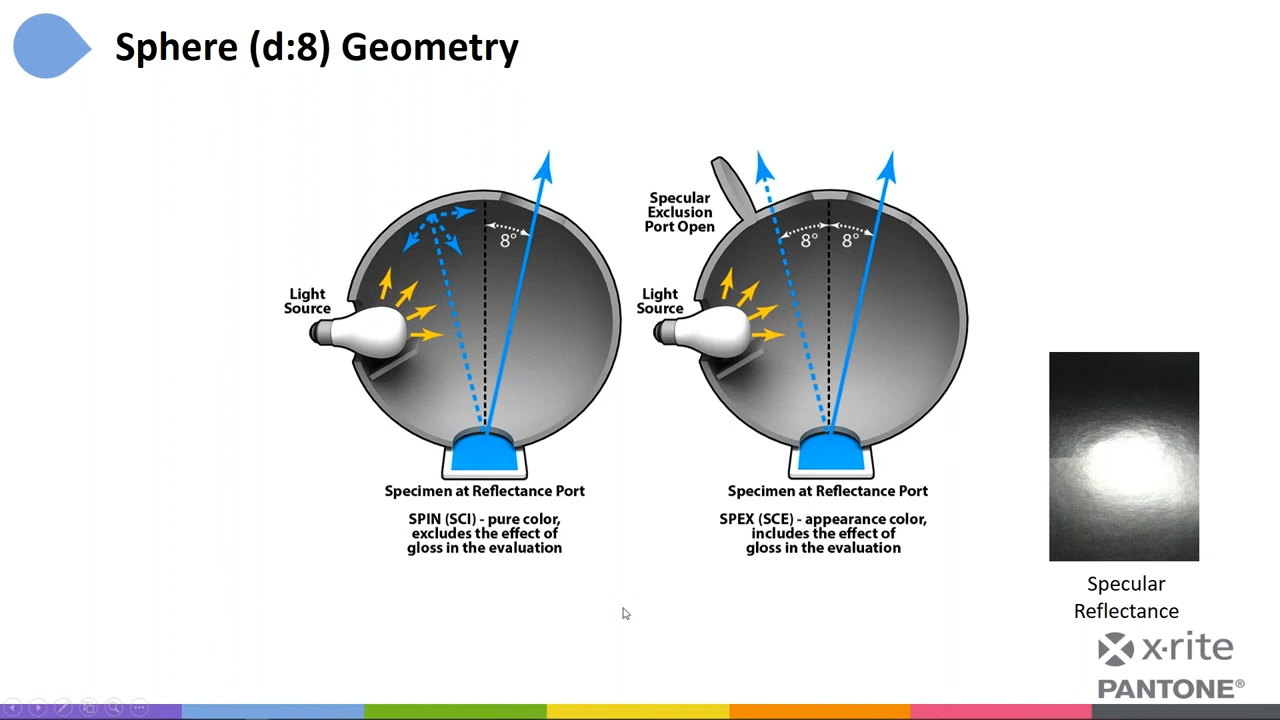 Sphere (d:8) Geometry
Light
Source
8°
Specimen at Reflectance Port
SPIN (SCI) - pure color,
excludes the effect of
gloss in the evaluation
Specular
Exclusion
Port Open
Light
Source
8°
8°
Specimen at Reflectance Port
SPEX (SCE) - appearance color,
includes the effect of
gloss in the evaluation
Specular
Reflectance
x·rite
PANTONE®